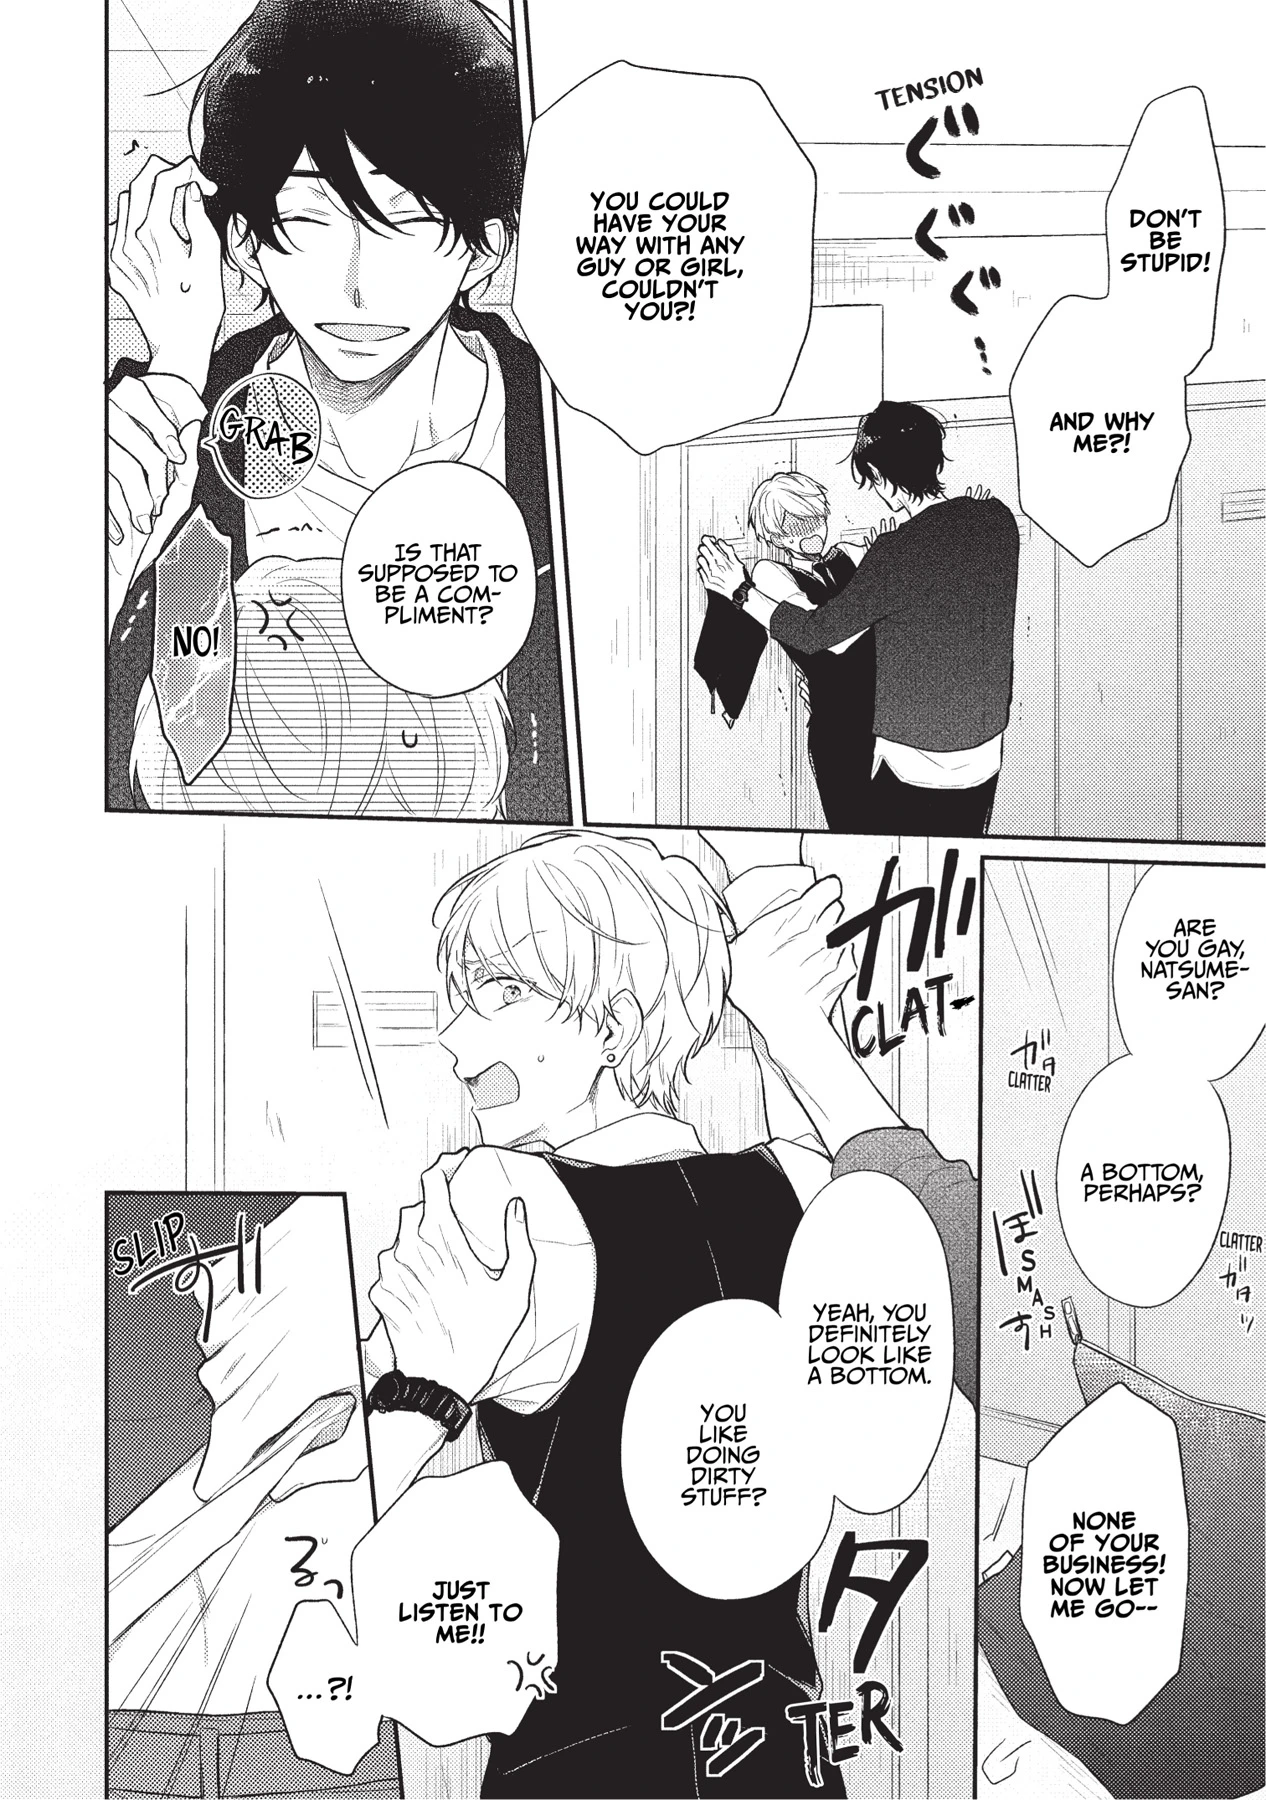 DON'T
BE
STUPID!
AND WHY
ME?!
TENSION
ぐ゛
ぐ゛
ぐ゛
YOU COULD
HAVE YOUR
WAY WITH ANY
GUY OR GIRL,
COULDN'T
YOU?!
GRAB
IS THAT
SUPPOSED TO
BE A COM-
PLIMENT?
NO!
ARE
YOU GAY,
NATSUME-
SAN?
ガタ
CLATTER
A BOTTOM,
PERHAPS?
ぼす
SMASH
CLATTER
ガタッ
NONE
OF YOUR
BUSINESS!
NOW LET
ME GO--
ガ
CLAT-
YEAH, YOU
DEFINITELY
LOOK LIKE
A BOTTOM.
YOU
LIKE
DOING
DIRTY
STUFF?
タ
ンッ
TER
JUST
LISTEN TO
ME!!
SLIP
ず
るっ
...?!